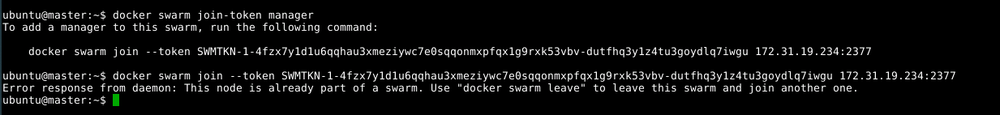 ubuntu@master:~$ docker swarm join-token manager
To add a manager to this swarm, run the following command:
docker swarm join --token SWMTKN-1-4fzx7y1d1u6qqhau3xmeziywc7e0sqqonmxpfqx1g9rxk53vbv-dutfhq3y1z4tu3goydlq7iwgu 172.31.19.234:2377
ubuntu@master:~$ docker swarm join --token SWMTKN-1-4fzx7y1d1u6qqhau3xmeziywc7e0sqqonmxpfqx1g9rxk53vbv-dutfhq3y1z4tu3goydlq7iwgu 172.31.19.234:2377
Error response from daemon: This node is already part of a swarm. Use "docker swarm leave" to leave this swarm and join another one.
ubuntu@master:~$